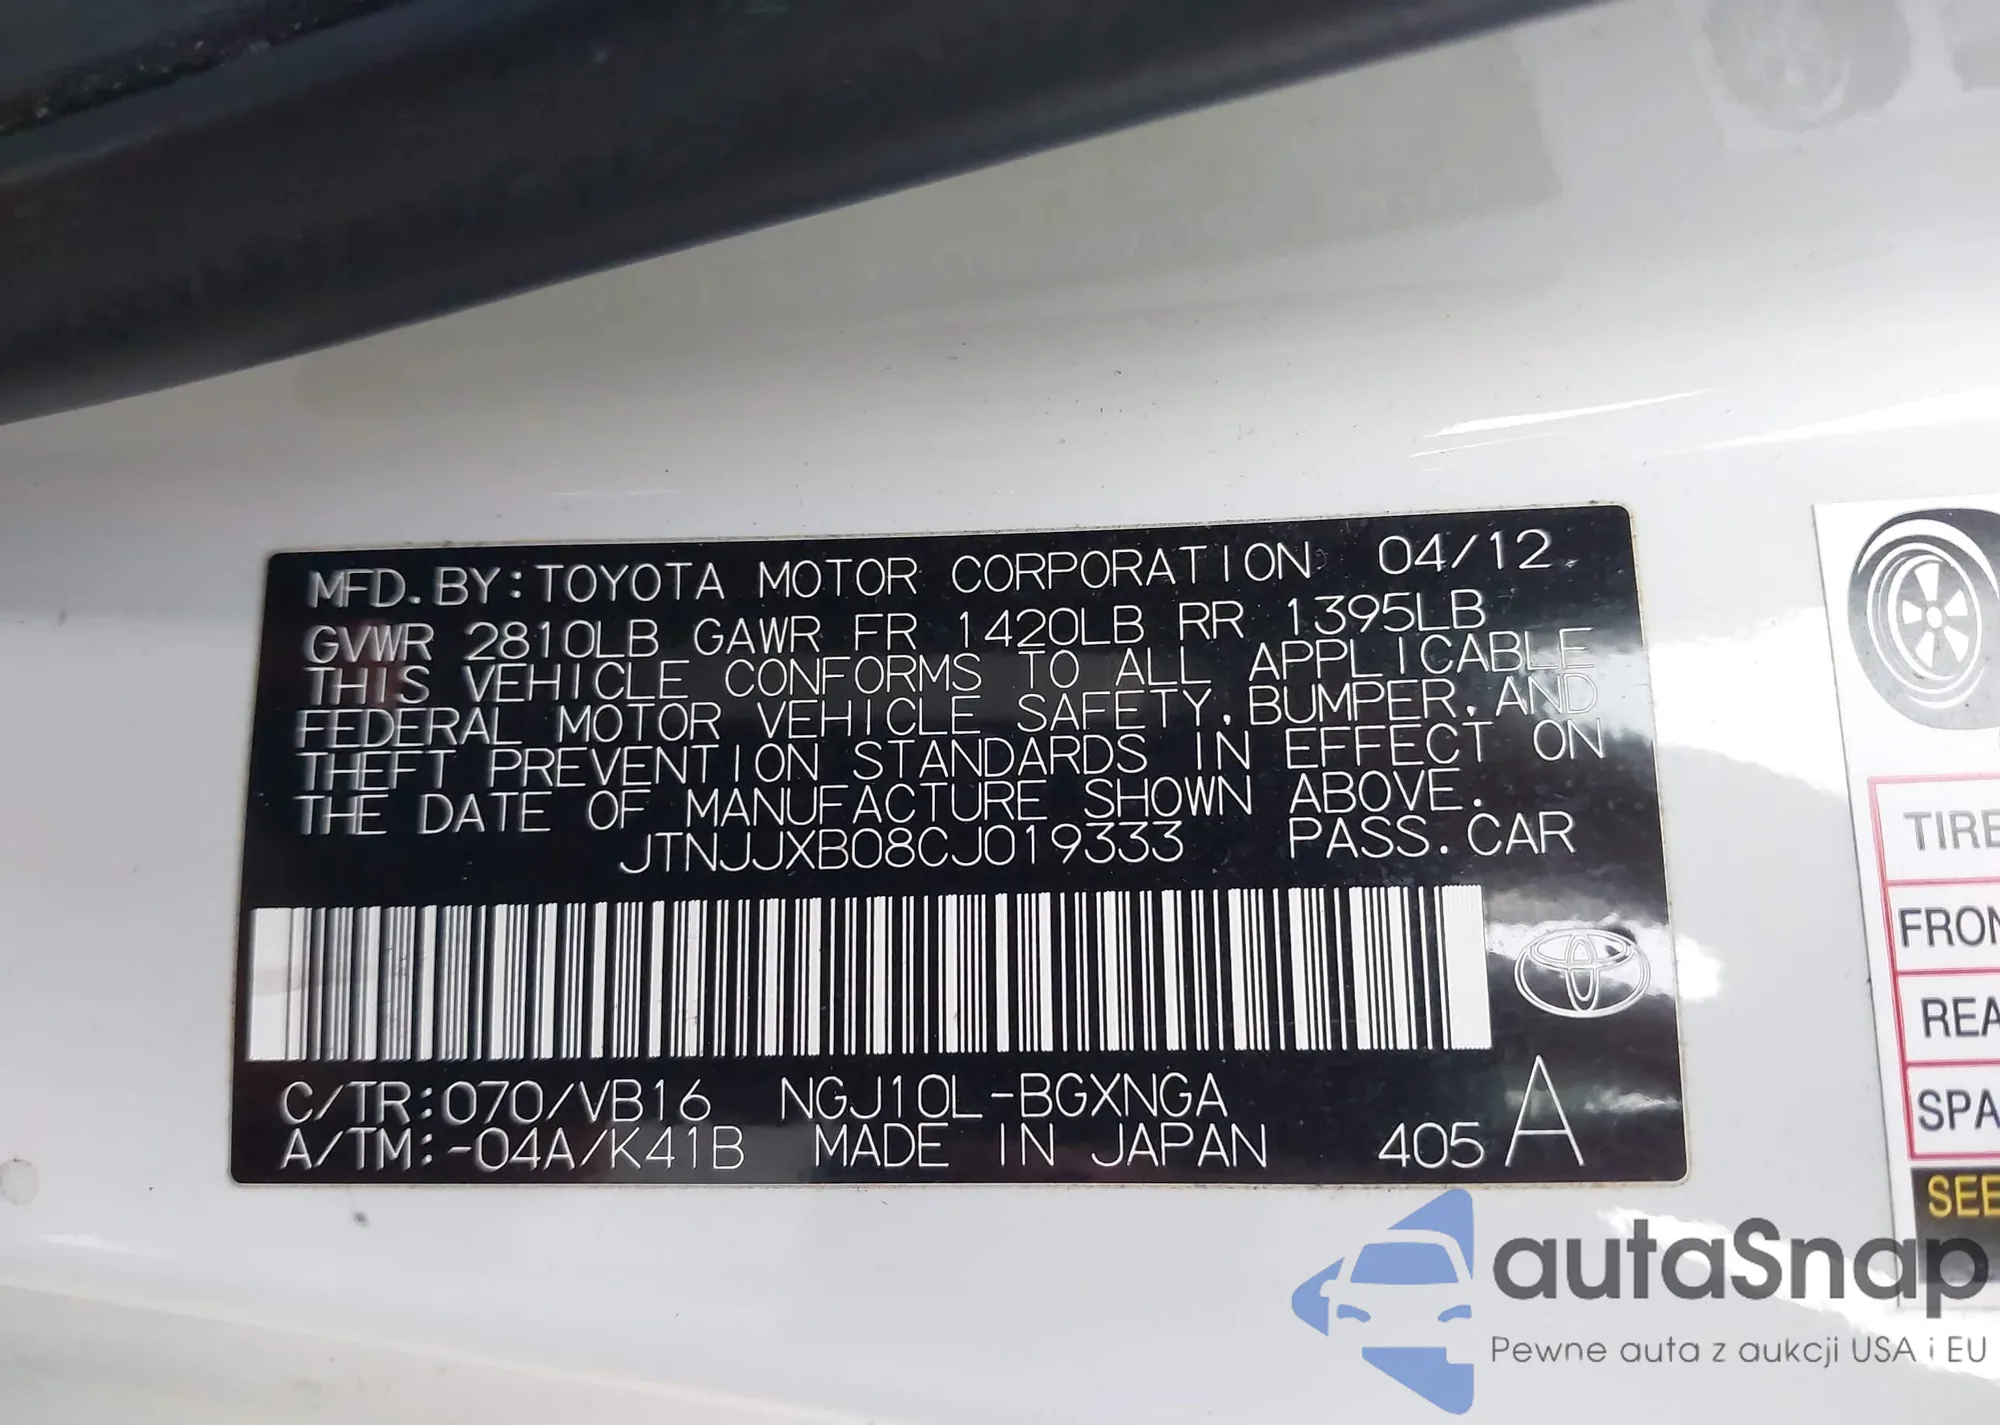 MFD. BY: TOYOTA MOTOR CORPORATION 04/12
GVWR 2810LB GAWR FR 1420LB RR 1395LB
THIS VEHICLE CONFORMS TO ALL APPLICABLE
FEDERAL MOTOR VEHICLE SAFETY, BUMPER, AND
THEFT PREVENTION STANDARDS IN EFFECT ON
THE DATE OF MANUFACTURE SHOWN ABOVE.
JTNJJXB08CJ019333 PASS. CAR
C/TR:070/VB16 NGJ10L-BGXNGA
A/TM:-04A/K41B MADE IN JAPAN 405 A
TIRE
FRON
REA
SPA
SEE
autaSnap
Pewne auta z aukcji USA i EU